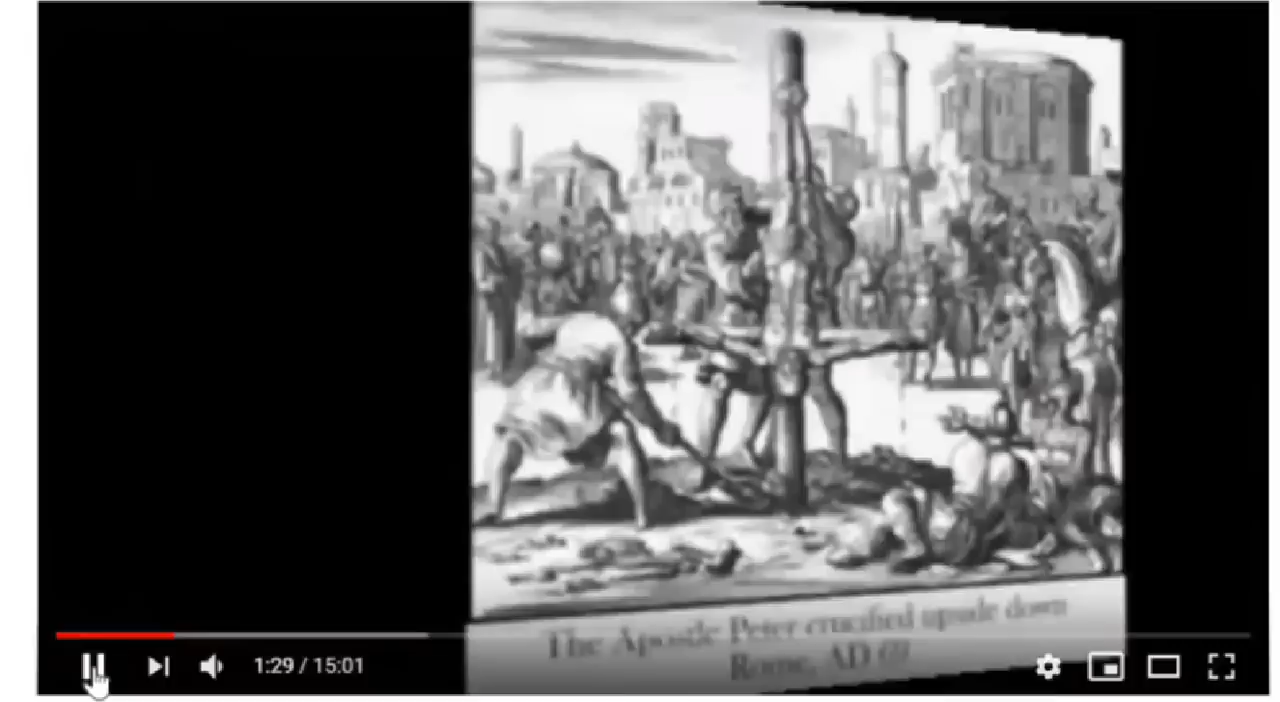 The Apostle Peter crucified upside down
Rome, AD
1:29 / 15:01